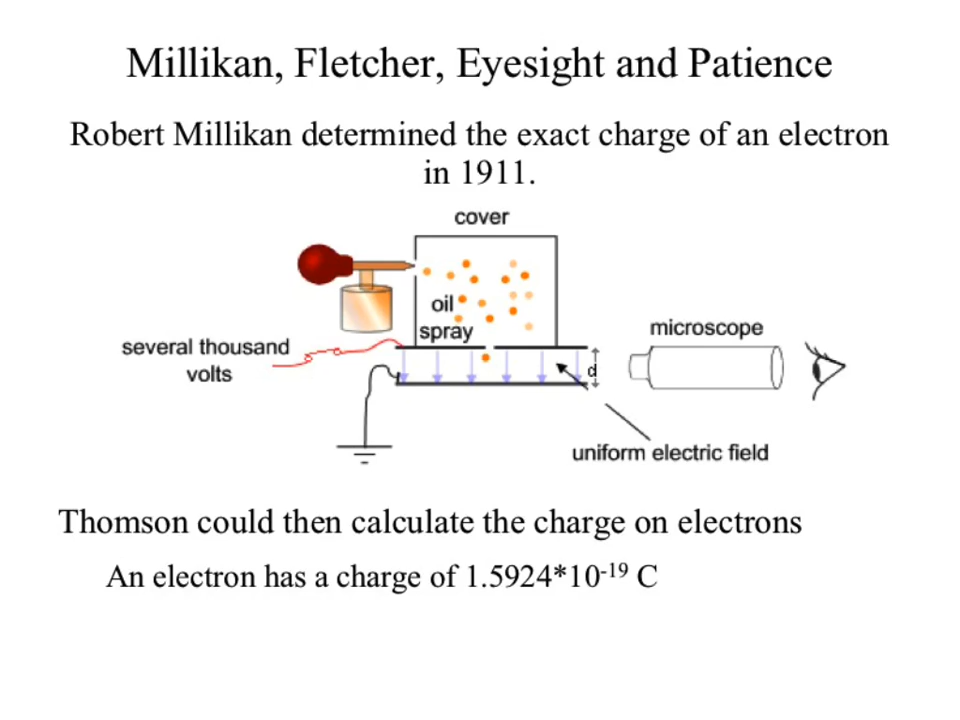 Millikan, Fletcher, Eyesight and Patience
Robert Millikan determined the exact charge of an electron
in 1911.
cover
oil
spray
several thousand
volts
microscope
d
uniform electric field
Thomson could then calculate the charge on electrons
An electron has a charge of 1.5924*10⁻¹⁹ C